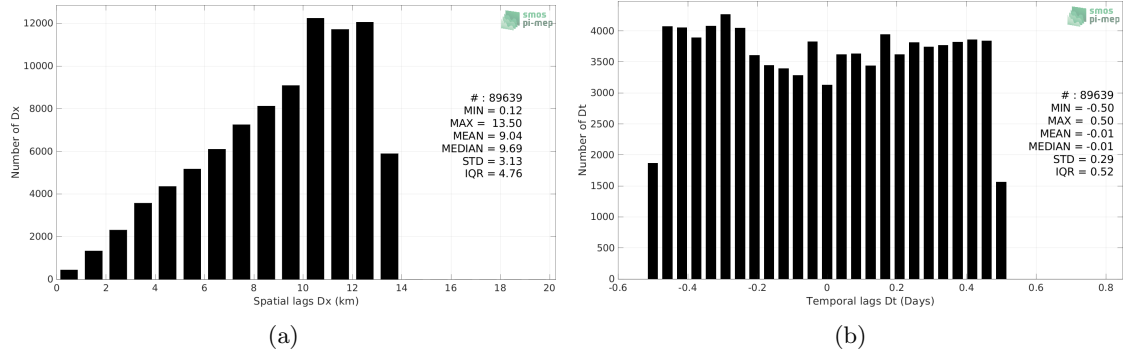 12000
10000
8000
6000
4000
2000
0
Number of Dx
smos
pi-mep
# : 89639
MIN = 0.12
MAX = 13.50
MEAN = 9.04
MEDIAN = 9.69
STD = 3.13
IQR = 4.76
0 2 4 6 8 10 12 14 16 18 20
Spatial lags Dx (km)
(a)
4000
3500
3000
2500
2000
1500
1000
500
0
Number of Dt
smos
pi-mep
# : 89639
MIN = -0.50
MAX = 0.50
MEAN = -0.01
MEDIAN = -0.01
STD = 0.29
IQR = 0.52
-0.6 -0.4 -0.2 0 0.2 0.4 0.6 0.8
Temporal lags Dt (Days)
(b)